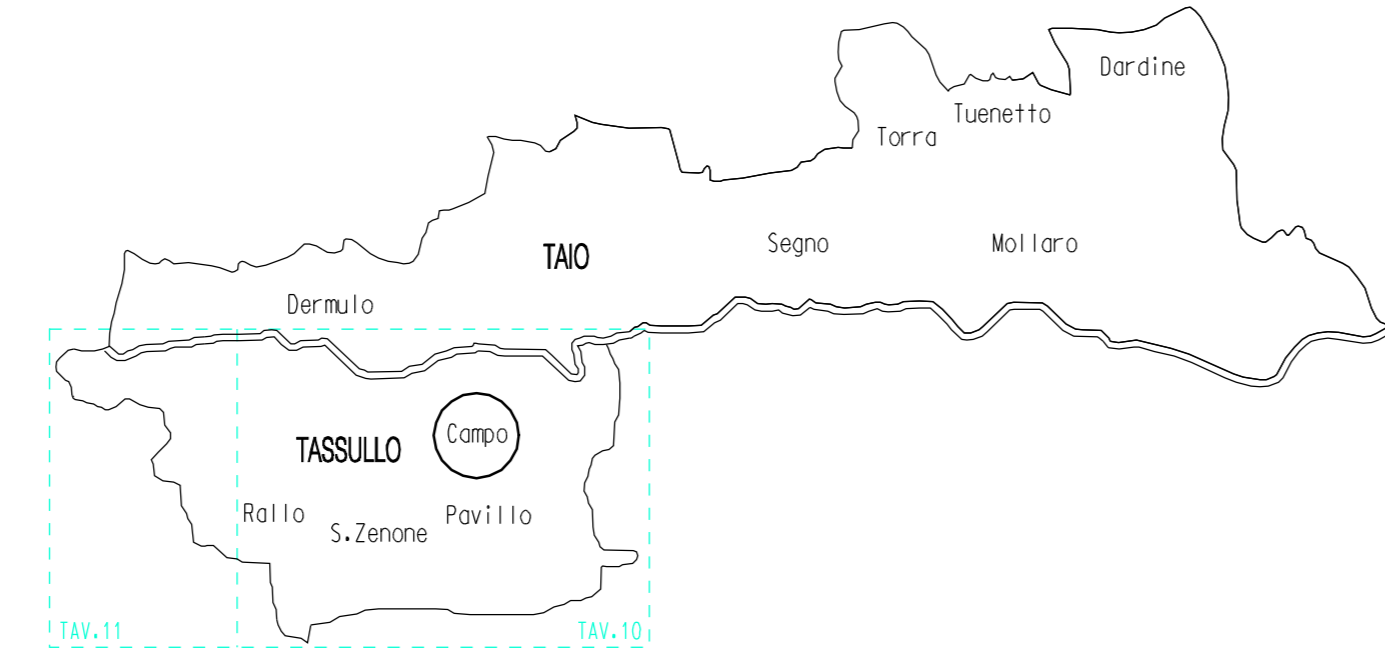 Dardine
Tuenetto
Torra
TAIO
Segno
Mollaro
Dermulo
TASSULLO
Campo
Rallo
S.Zenone
Pavillo
TAV.11
TAV.10